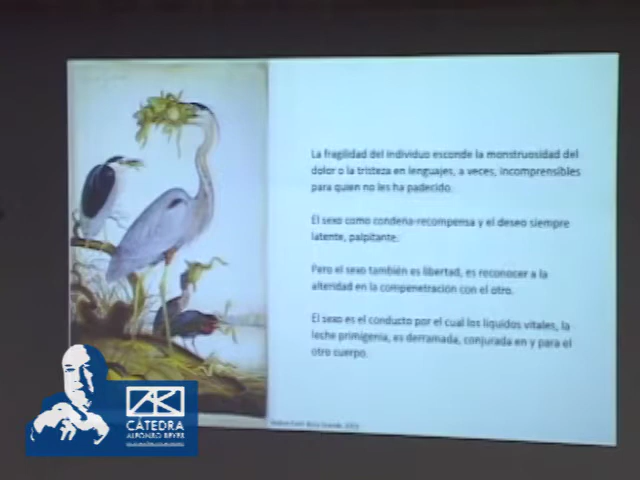 La fragilidad del individuo esconde la monstruosidad del
dolor o la tristeza en lenguajes, a veces, incomprensibles
para quien no les ha padecido.
El sexo como condena-recompensa y el deseo siempre
latente, palpitante.
Pero el sexo también es libertad, es reconocer a la
alteridad en la compenetración con el otro.
El sexo es el conducto por el cual los líquidos vitales, la
leche primigenia, es derramada, conjurada en y para el
otro cuerpo.
CÁTEDRA
ALFONSO REYES